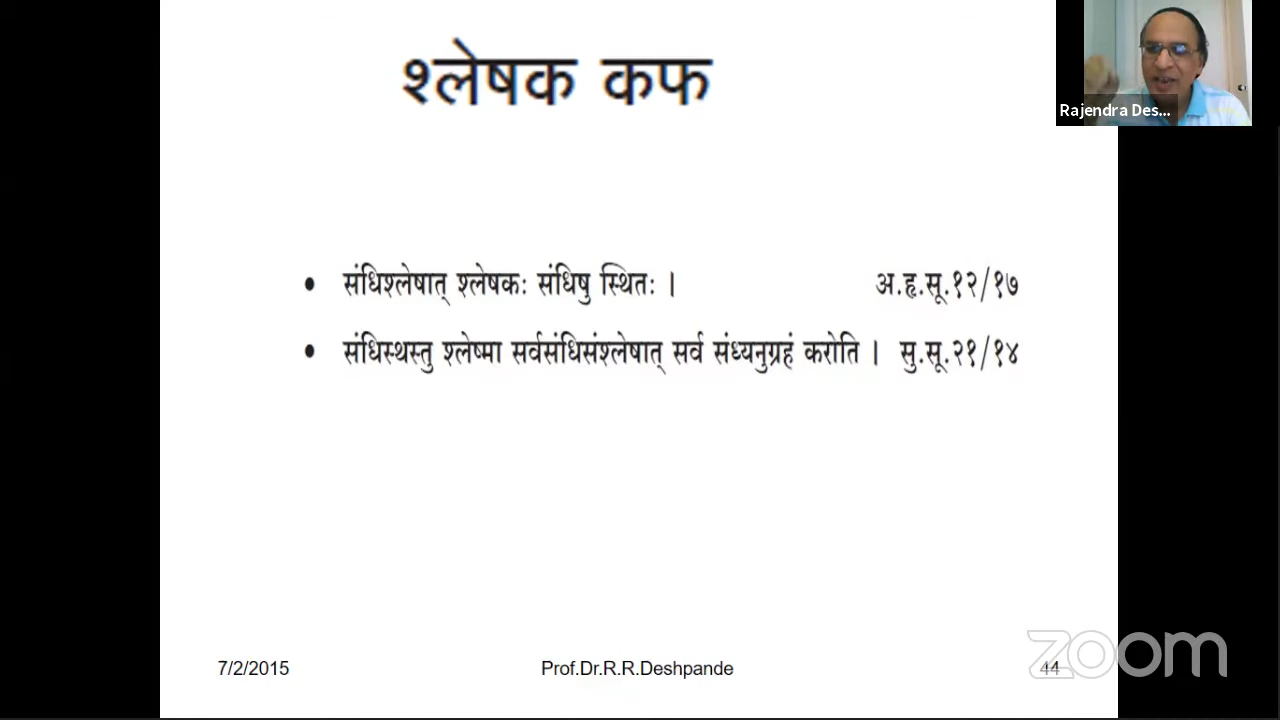 श्लेषक कफ
Rajendra Des...
• संधिश्लेषात् श्लेषकः संधिषु स्थितः । अ.हृ.सू.१२/१७
• संधिस्थस्तु श्लेष्मा सर्वसंधिसंश्लेषात् सर्व संध्यनुग्रहं करोति । सु.सू.२१/१४
7/2/2015 Prof.Dr.R.R.Deshpande 44
zoom